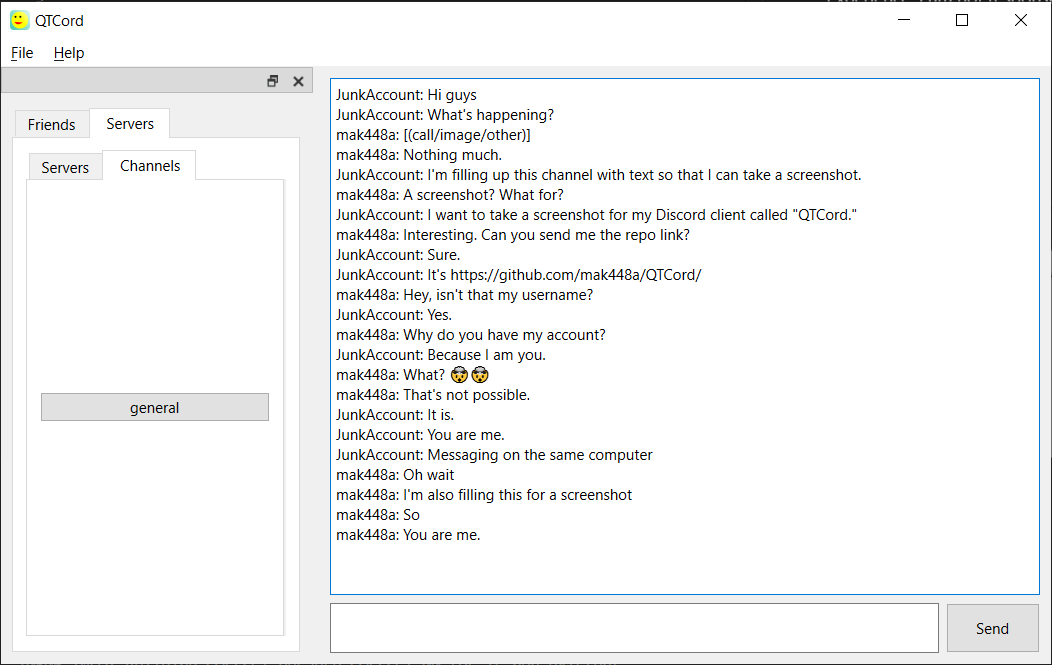 QTCord
File Help
Friends Servers
Servers Channels
general
JunkAccount: Hi guys
JunkAccount: What's happening?
mak448a: [(call/image/other)]
mak448a: Nothing much.
JunkAccount: I'm filling up this channel with text so that I can take a screenshot.
mak448a: A screenshot? What for?
JunkAccount: I want to take a screenshot for my Discord client called "QTCord."
mak448a: Interesting. Can you send me the repo link?
JunkAccount: Sure.
JunkAccount: It's https://github.com/mak448a/QTCord/
mak448a: Hey, isn't that my username?
JunkAccount: Yes.
mak448a: Why do you have my account?
JunkAccount: Because I am you.
mak448a: What? 🤯🤯
mak448a: That's not possible.
JunkAccount: It is.
JunkAccount: You are me.
JunkAccount: Messaging on the same computer
mak448a: Oh wait
mak448a: I'm also filling this for a screenshot
mak448a: So
mak448a: You are me.
Send